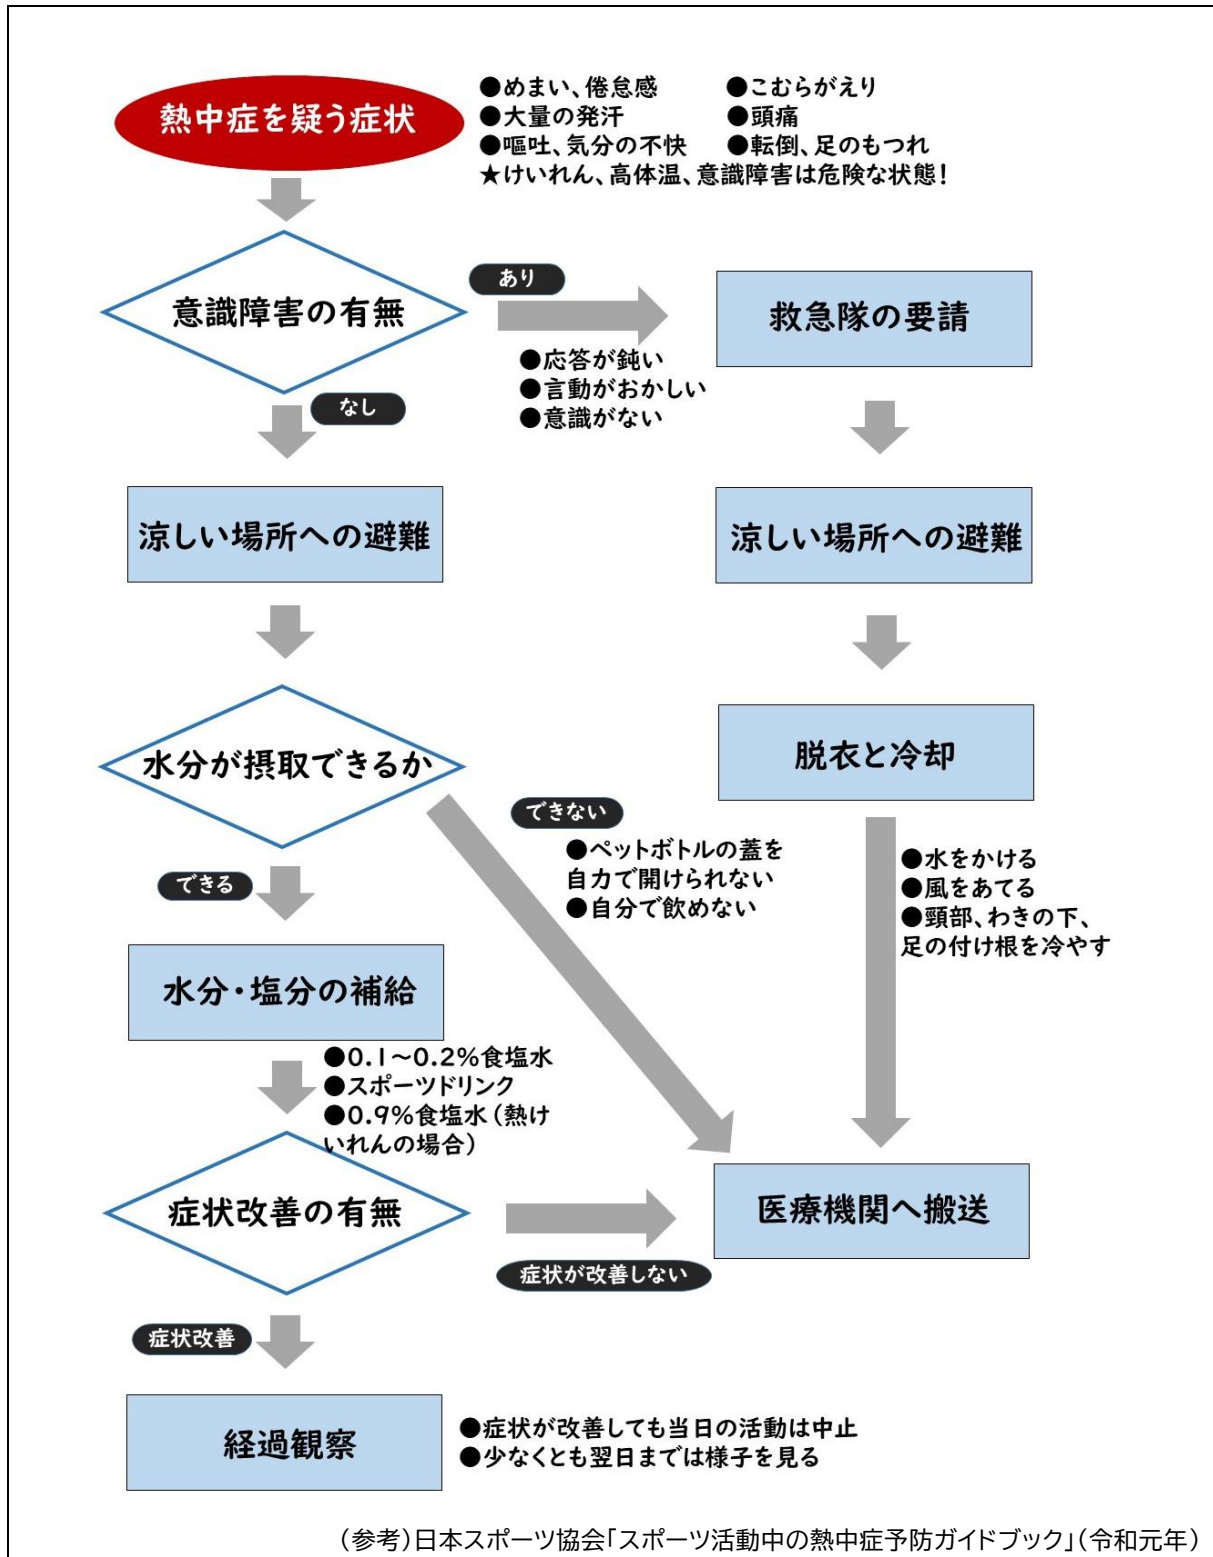 熱中症を疑う症状
●めまい、倦怠感
●こむらがえり
●大量の発汗
●頭痛
●嘔吐、気分の不快
●転倒、足のもつれ
★けいれん、高体温、意識障害は危険な状態!
意識障害の有無
あり
●応答が鈍い
●言動がおかしい
●意識がない
救急隊の要請
なし
涼しい場所への避難
涼しい場所への避難
水分が摂取できるか
脱衣と冷却
できない
●ペットボトルの蓋を
自力で開けられない
●自分で飲めない
●水をかける
●風をあてる
●頸部、わきの下、
足の付け根を冷やす
できる
水分・塩分の補給
●0.1~0.2%食塩水
●スポーツドリンク
●0.9%食塩水(熱け
いれんの場合)
症状改善の有無
症状が改善しない
医療機関へ搬送
症状改善
経過観察
●症状が改善しても当日の活動は中止
●少なくとも翌日までは様子を見る
(参考)日本スポーツ協会「スポーツ活動中の熱中症予防ガイドブック」(令和元年)